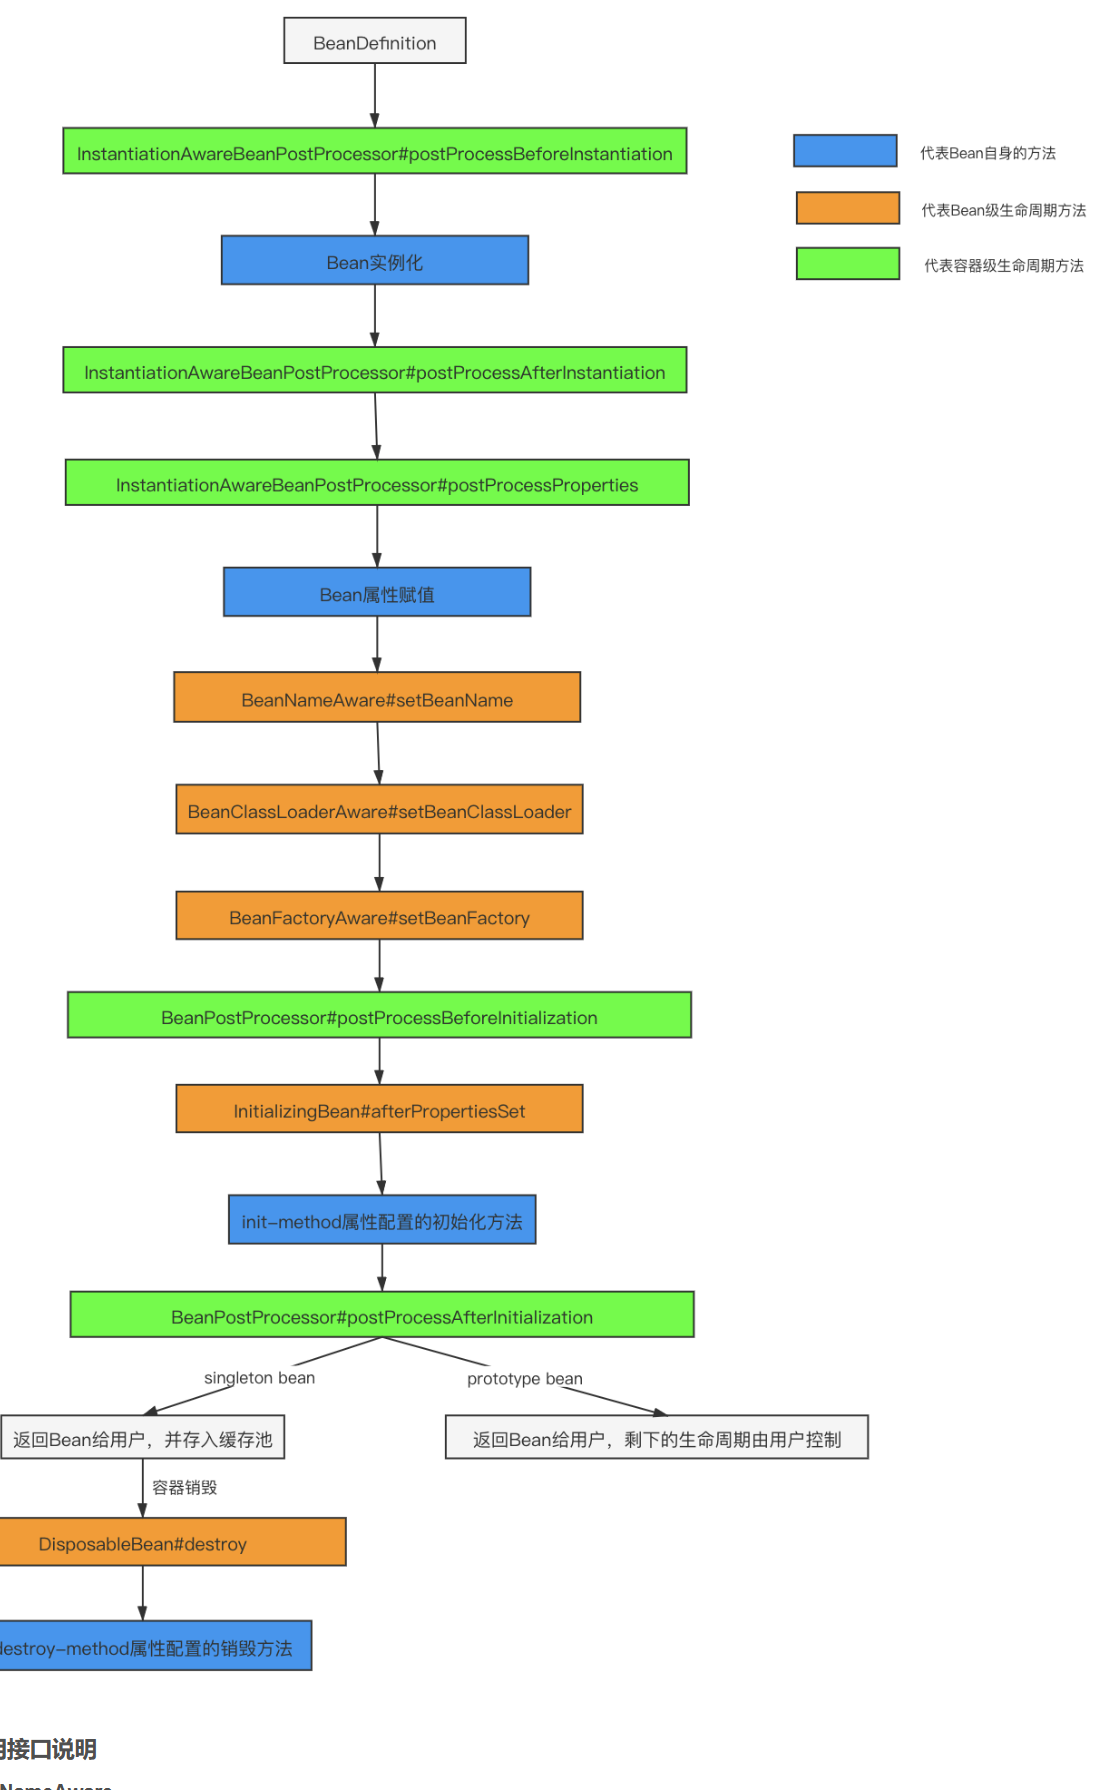 BeanDefinition
InstantiationAwareBeanPostProcessor#postProcessBeforeInstantiation
代表Bean自身的方法
代表Bean级生命周期方法
代表容器级生命周期方法
Bean实例化
InstantiationAwareBeanPostProcessor#postProcessAfterInstantiation
InstantiationAwareBeanPostProcessor#postProcessProperties
Bean属性赋值
BeanNameAware#setBeanName
BeanClassLoaderAware#setBeanClassLoader
BeanFactoryAware#setBeanFactory
BeanPostProcessor#postProcessBeforeInitialization
InitializingBean#afterPropertiesSet
init-method属性配置的初始化方法
BeanPostProcessor#postProcessAfterInitialization
singleton bean
prototype bean
返回Bean给用户，并存入缓存池
返回Bean给用户，剩下的生命周期由用户控制
容器销毁
DisposableBean#destroy
destroy-method属性配置的销毁方法
接口说明
NameAware